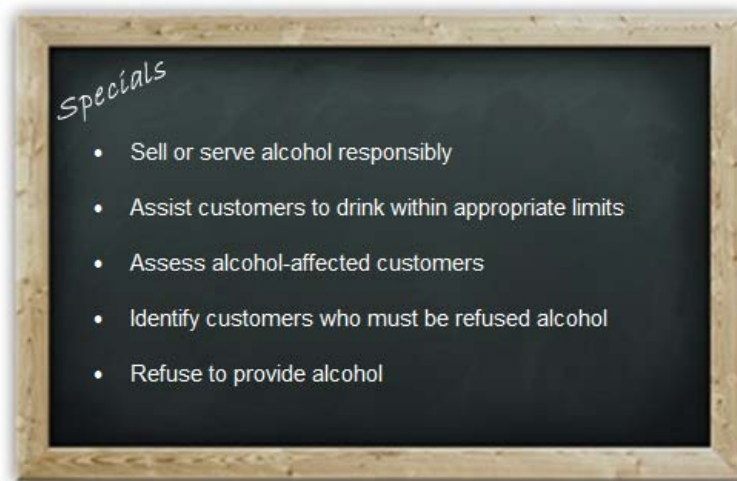 Specials
• Sell or serve alcohol responsibly
• Assist customers to drink within appropriate limits
• Assess alcohol-affected customers
• Identify customers who must be refused alcohol
• Refuse to provide alcohol